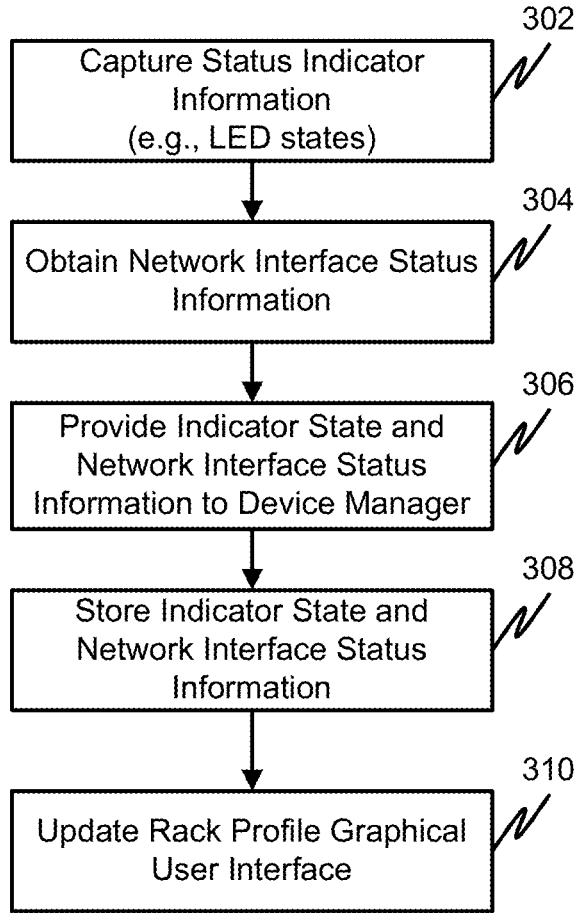 302
Capture Status Indicator
Information
(e.g., LED states)
304
Obtain Network Interface Status
Information
306
Provide Indicator State and
Network Interface Status
Information to Device Manager
308
Store Indicator State and
Network Interface Status
Information
310
Update Rack Profile Graphical
User Interface